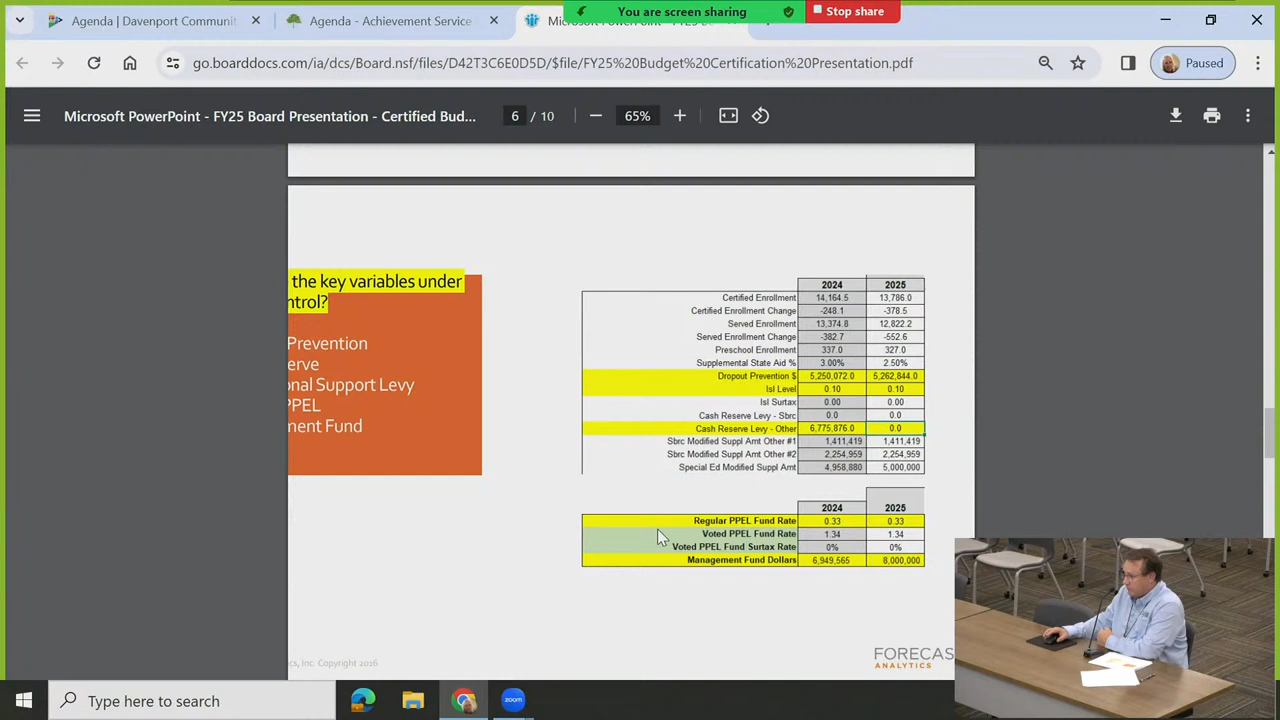 You are screen sharing
Stop share
Agenda | Davenport Communit
Agenda - Achievement Service
go.boarddocs.com/ia/dcs/Board.nsf/files/D42T3C6E0D5D/$file/FY25%20Budget%20Certification%20Presentation.pdf
Paused
Microsoft PowerPoint - FY25 Board Presentation - Certified Bud...
6 / 10
65%
the key variables under
ntrol?
Prevention
erve
onal Support Levy
PPEL
ment Fund
2024 2025
Certified Enrollment 14,164.5 13,786.0
Certified Enrollment Change -248.1 -378.5
Served Enrollment 13,374.8 12,822.2
Served Enrollment Change -382.7 -552.6
Preschool Enrollment 337.0 327.0
Supplemental State Aid % 3.00% 2.50%
Dropout Prevention $ 5,250,072.0 5,262,844.0
Isl Level 0.10 0.10
Isl Surtax 0.00 0.00
Cash Reserve Levy - Sbrc 0.0 0.0
Cash Reserve Levy - Other 6,775,876.0 0.0
Sbrc Modified Suppl Amt Other #1 1,411,419 1,411,419
Sbrc Modified Suppl Amt Other #2 2,254,959 2,254,959
Special Ed Modified Suppl Amt 4,958,880 5,000,000
2024 2025
Regular PPEL Fund Rate 0.33 0.33
Voted PPEL Fund Rate 1.34 1.34
Voted PPEL Fund Surtax Rate 0% 0%
Management Fund Dollars 6,949,565 8,000,000
cs, Inc. Copyright 2016
FORECAS
ANALYTICS
Type here to search
zoom